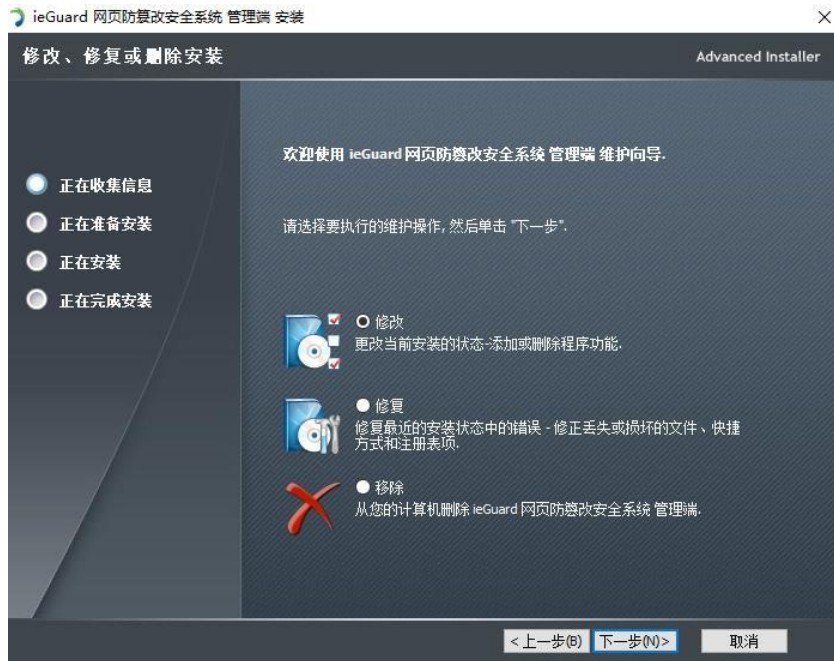 ieGuard 网页防篡改安全系统 管理端 安装
修改、修复或删除安装
Advanced Installer
正在收集信息
正在准备安装
正在安装
正在完成安装
欢迎使用 ieGuard 网页防篡改安全系统 管理端 维护向导.
请选择要执行的维护操作, 然后单击 "下一步".
修改
更改当前安装的状态-添加或删除程序功能.
修复
修复最近的安装状态中的错误 - 修正丢失或损坏的文件、快捷
方式和注册表项.
移除
从您的计算机删除 ieGuard 网页防篡改安全系统 管理端.
<上一步(B)
下一步(N)>
取消